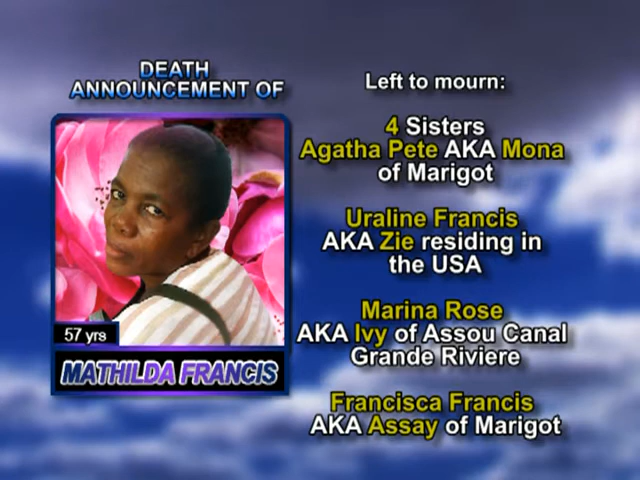 DEATH
ANNOUNCEMENT OF
57 yrs
MATHILDA FRANCIS
Left to mourn:
4 Sisters
Agatha Pete AKA Mona
of Marigot
Uraline Francis
AKA Zie residing in
the USA
Marina Rose
AKA Ivy of Assou Canal
Grande Riviere
Francisca Francis
AKA Assay of Marigot